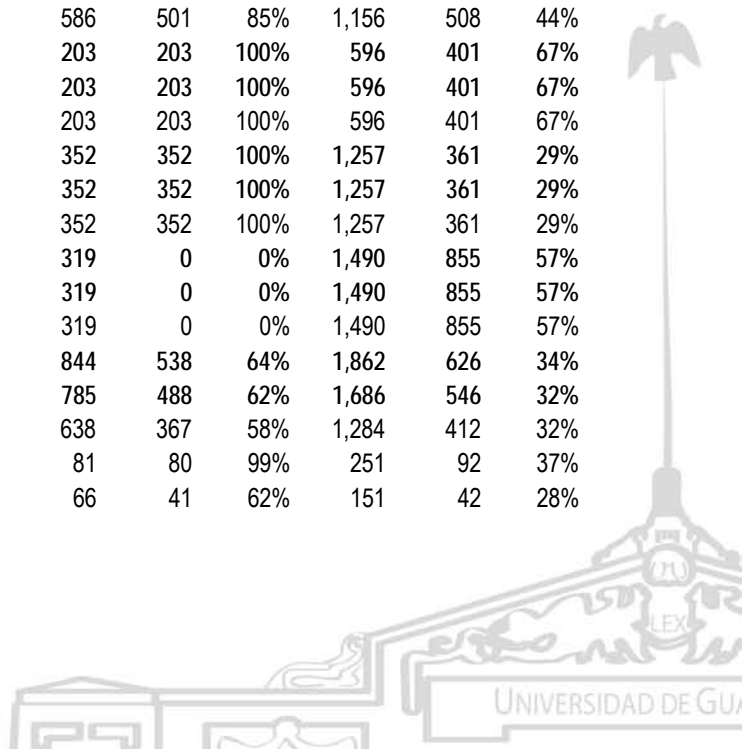 586 501 85% 1,156 508 44%
203 203 100% 596 401 67%
203 203 100% 596 401 67%
203 203 100% 596 401 67%
352 352 100% 1,257 361 29%
352 352 100% 1,257 361 29%
352 352 100% 1,257 361 29%
319 0 0% 1,490 855 57%
319 0 0% 1,490 855 57%
319 0 0% 1,490 855 57%
844 538 64% 1,862 626 34%
785 488 62% 1,686 546 32%
638 367 58% 1,284 412 32%
81 80 99% 251 92 37%
66 41 62% 151 42 28%
LEX
UNIVERSIDAD DE GUA